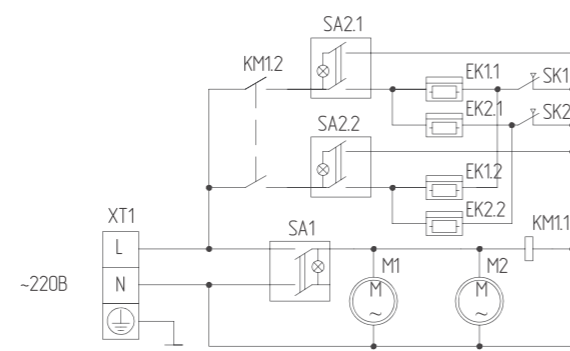 SA2.1
KM1.2
EK1.1
SK1
EK2.1
SK2
SA2.2
EK1.2
XT1
EK2.2
SA1
KM1.1
L
M1
M2
~220В
N
M
~
M
~